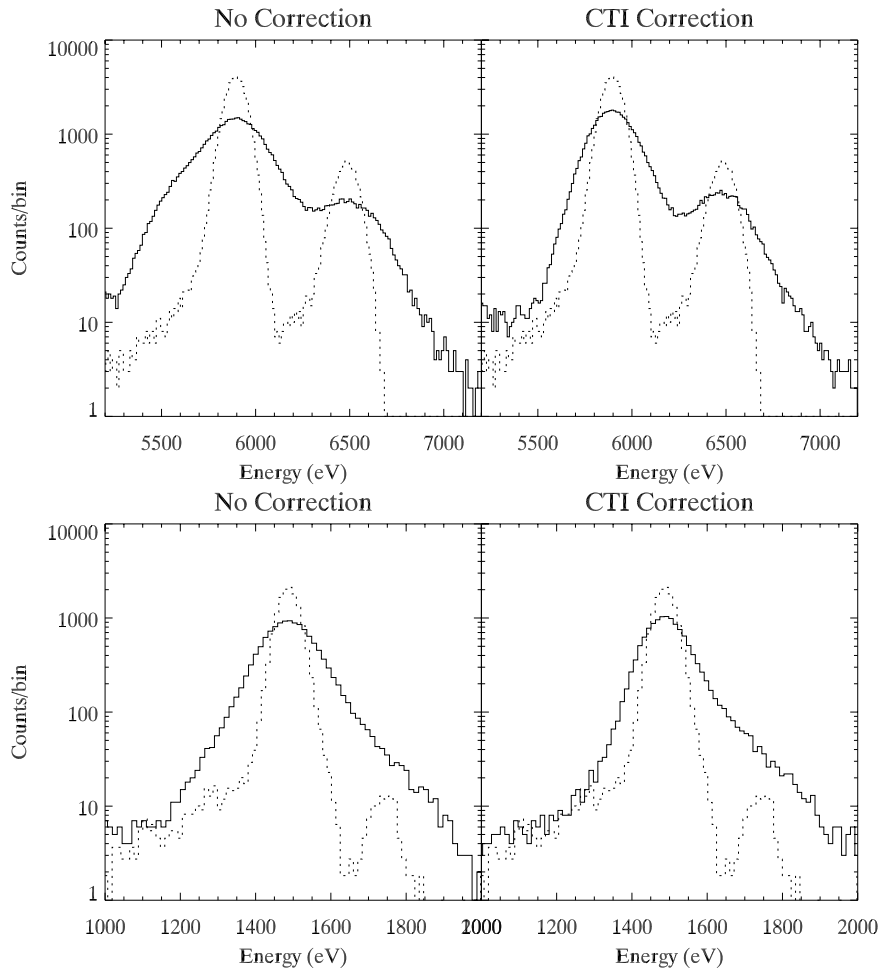 No Correction CTI Correction
10000
1000
100
10
1
Counts/bin
5500 6000 6500 7000 5500 6000 6500 7000
Energy (eV) Energy (eV)
No Correction CTI Correction
10000
1000
100
10
1
Counts/bin
1000 1200 1400 1600 1800 2000 1000 1200 1400 1600 1800 2000
Energy (eV) Energy (eV)